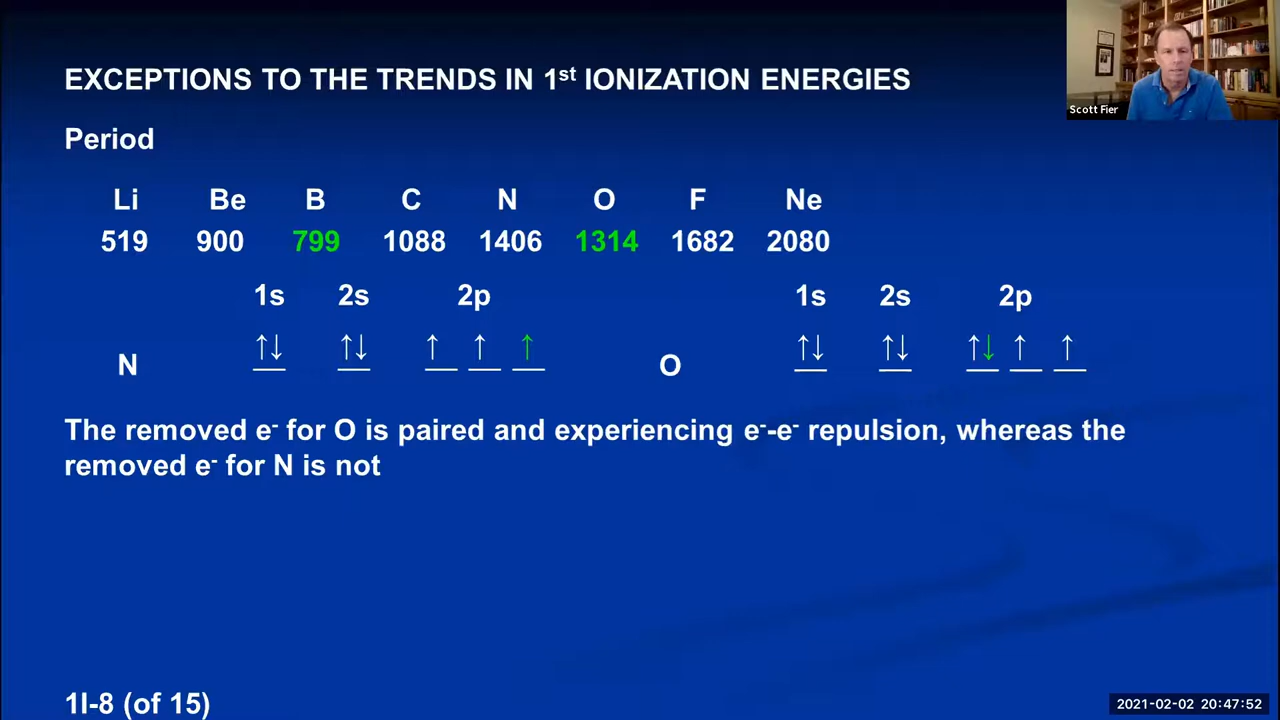 EXCEPTIONS TO THE TRENDS IN 1st IONIZATION ENERGIES
Scott Fier
Period
Li Be B C N O F Ne
519 900 799 1088 1406 1314 1682 2080
1s 2s 2p 1s 2s 2p
N ↑↓ ↑↓ ↑ ↑ ↑ O ↑↓ ↑↓ ↑↓ ↑ ↑
The removed e- for O is paired and experiencing e--e- repulsion, whereas the
removed e- for N is not
1I-8 (of 15)
2021-02-02 20:47:52